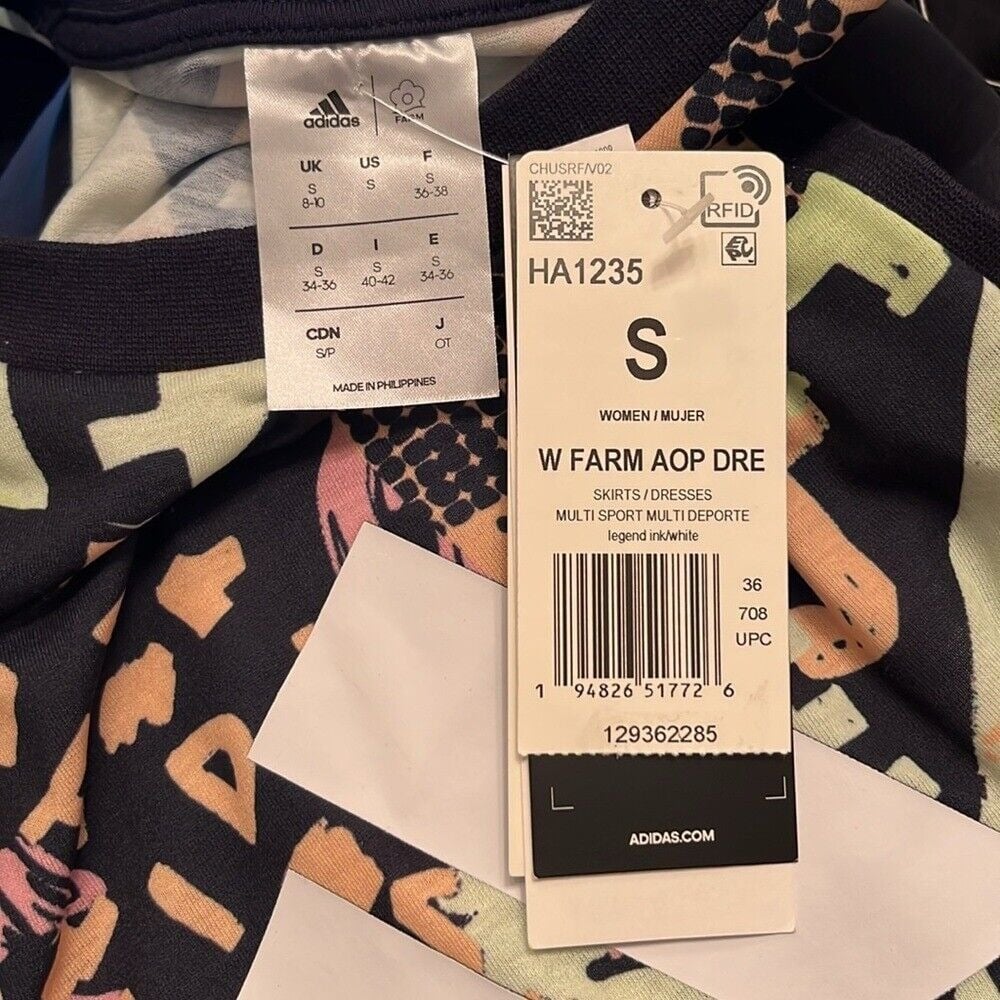 adidas
FARM
UK US F
S S S
8-10 36-38
D I E
S S S
34-36 40-42 34-36
CDN J
S/P OT
MADE IN PHILIPPINES
CHUSRF/V02
RFID
HA1235
S
WOMEN / MUJER
W FARM AOP DRE
SKIRTS / DRESSES
MULTI SPORT MULTI DEPORTE
legend ink/white
36
708
UPC
1 94826 51772 6
129362285
ADIDAS.COM